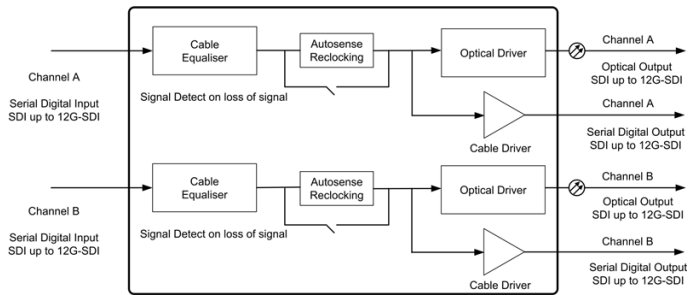 Cable
Equaliser
Autosense
Reclocking
Optical Driver
Channel A
Channel A
Optical Output
SDI up to 12G-SDI
Serial Digital Input
SDI up to 12G-SDI
Signal Detect on loss of signal
Channel A
Serial Digital Output
SDI up to 12G-SDI
Cable Driver
Cable
Equaliser
Autosense
Reclocking
Optical Driver
Channel B
Channel B
Optical Output
SDI up to 12G-SDI
Serial Digital Input
SDI up to 12G-SDI
Signal Detect on loss of signal
Channel B
Serial Digital Output
SDI up to 12G-SDI
Cable Driver